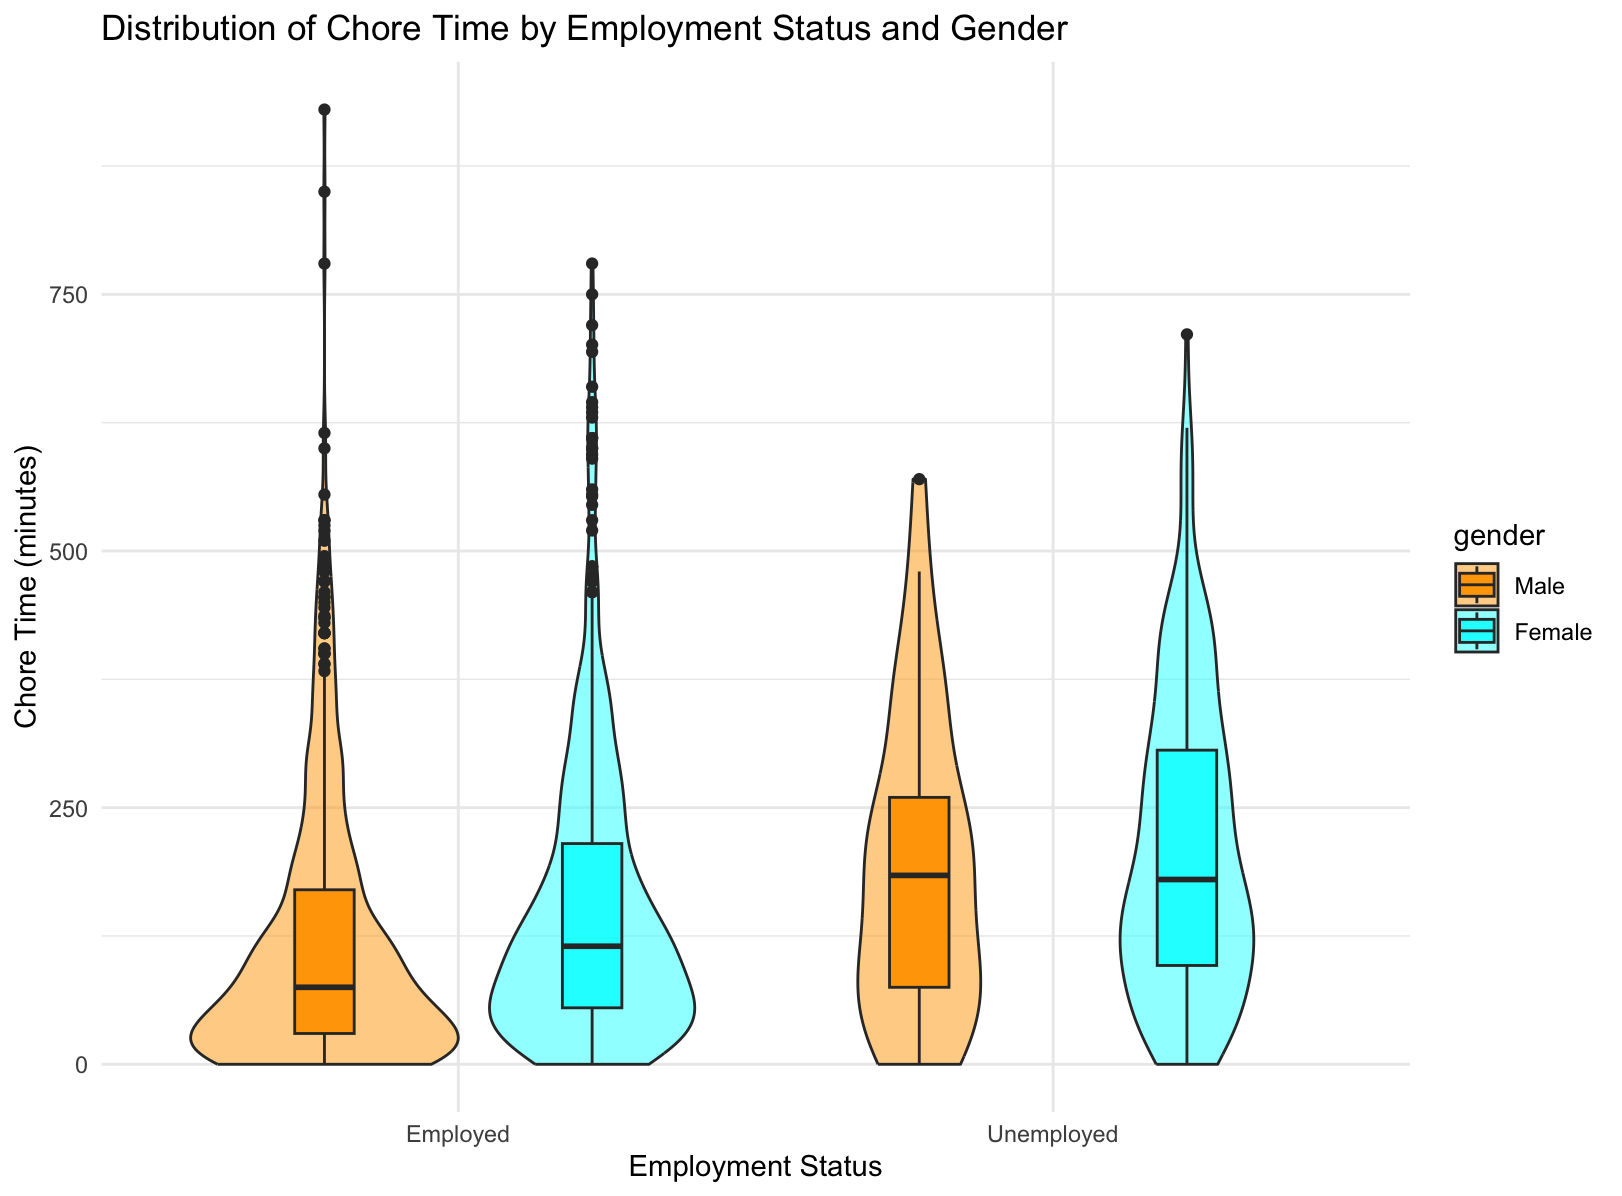 Distribution of Chore Time by Employment Status and Gender
Chore Time (minutes)
750
500
250
0
Employed
Unemployed
Employment Status
gender
Male
Female